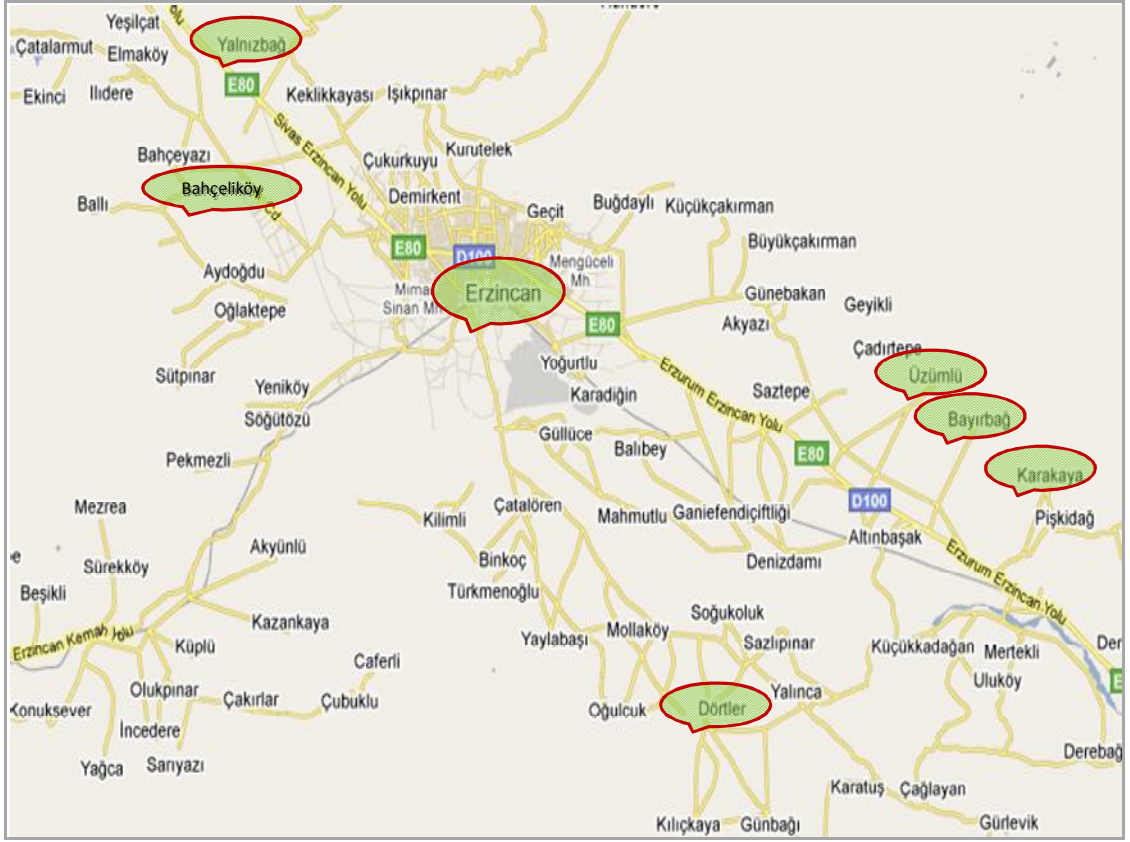 Yeşilçat
Yalnızbağ
Çatalarmut
Elmaköy
E80
Ekinci
Ilıdere
Keklikkayası
Işıkpınar
Sivas Erzincan Yolu
Bahçeyazı
Çukurkuyu
Kurutelek
Bahçeliköy
Cd
Ballı
Demirkent
Geçit
Buğdaylı
Küçükçakırman
E80
D100
Büyükçakırman
Mengüceli
Mh.
Aydoğdu
Erzincan
Sinan
Oğlaktepe
Günebakan
Geyikli
E80
Akyazı
Çadırtepe
Yoğurtlu
Sütpınar
Yeniköy
Karadiğin
Erzurum Erzincan Yolu
Saztepe
Üzümlü
Söğütözü
Bayırbağ
Güllüce
Balıbey
E80
Pekmezli
Karakaya
D100
Mezrea
Çatalören
Kilimli
Mahmutlu
Ganiefendiçiftliği
Pişkidağ
Altınbaşak
Akyünlü
Binkoç
Denizdamı
Sürekköy
Erzurum Erzincan Yolu
Beşikli
Türkmenoğlu
Kazankaya
Soğukoluk
Erzincan Kemah Yolu
Küplü
Yaylabaşı
Mollaköy
Sazlıpınar
Küçükkadağan
Mertekli
Der
Caferli
Olukpınar
Çakırlar
Çubuklu
Yalınca
Uluköy
E
Konuksever
Oğulcuk
Dörtler
İncedere
Yağca
Sarıyazı
Derebağ
Karatuş
Çağlayan
Kılıçkaya
Günbağı
Gürlevik